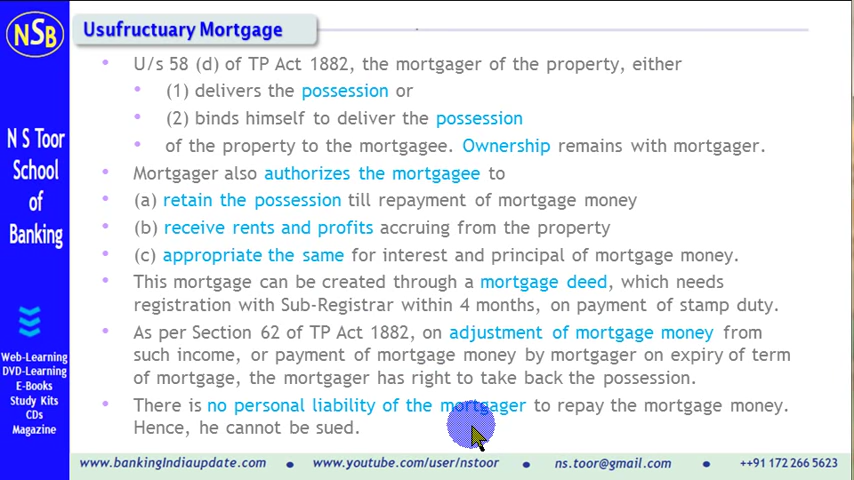 NSB
Usufructuary Mortgage
N S Toor
School
of
Banking
Web-Learning
DVD-Learning
E-Books
Study Kits
CDs
Magazine
• U/s 58 (d) of TP Act 1882, the mortgager of the property, either
• (1) delivers the possession or
• (2) binds himself to deliver the possession
• of the property to the mortgagee. Ownership remains with mortgager.
• Mortgager also authorizes the mortgagee to
• (a) retain the possession till repayment of mortgage money
• (b) receive rents and profits accruing from the property
• (c) appropriate the same for interest and principal of mortgage money.
• This mortgage can be created through a mortgage deed, which needs
registration with Sub-Registrar within 4 months, on payment of stamp duty.
• As per Section 62 of TP Act 1882, on adjustment of mortgage money from
such income, or payment of mortgage money by mortgager on expiry of term
of mortgage, the mortgager has right to take back the possession.
• There is no personal liability of the mortgager to repay the mortgage money.
Hence, he cannot be sued.
www.bankingIndiaupdate.com • www.youtube.com/user/nstoor • ns.toor@gmail.com • ++91 172 266 5623